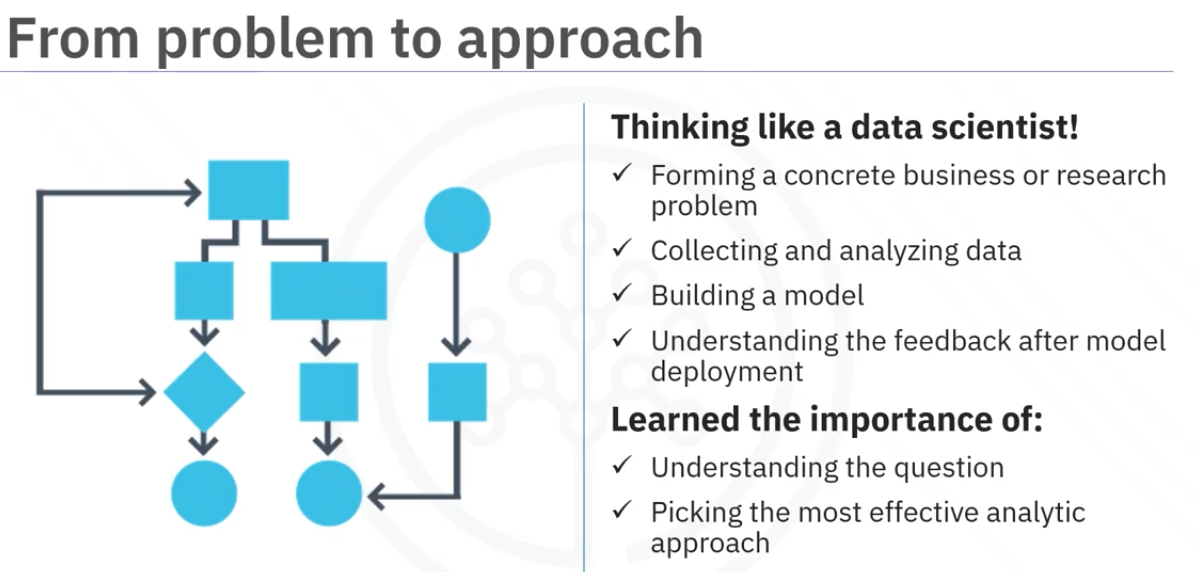 From problem to approach
Thinking like a data scientist!
✓ Forming a concrete business or research
problem
✓ Collecting and analyzing data
✓ Building a model
✓ Understanding the feedback after model
deployment
Learned the importance of:
✓ Understanding the question
✓ Picking the most effective analytic
approach